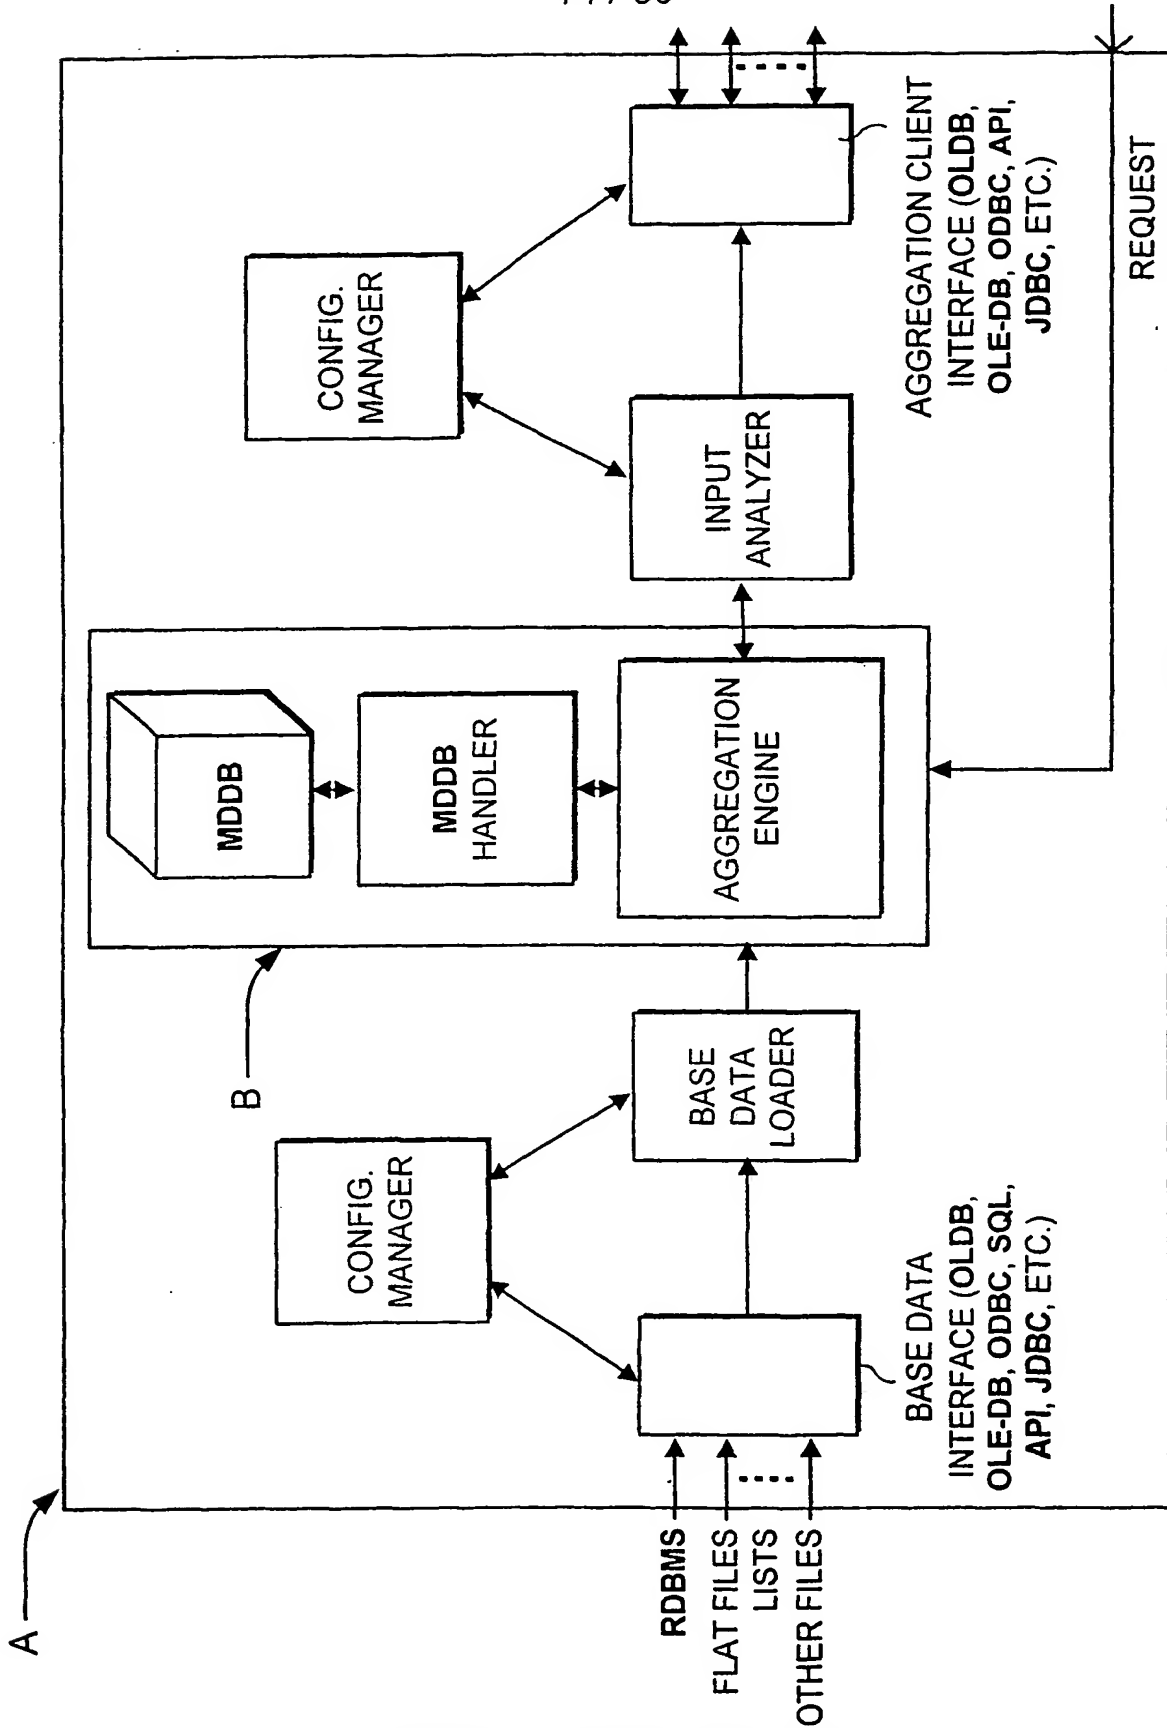 A
B
RDBMS
FLAT FILES
LISTS
OTHER FILES
CONFIG.
MANAGER
BASE DATA
INTERFACE (OLDB,
OLE-DB, ODBC, SQL,
API, JDBC, ETC.)
BASE
DATA
LOADER
MDDB
MDDB
HANDLER
AGGREGATION
ENGINE
CONFIG.
MANAGER
INPUT
ANALYZER
AGGREGATION CLIENT
INTERFACE (OLDB,
OLE-DB, ODBC, API,
JDBC, ETC.)
REQUEST